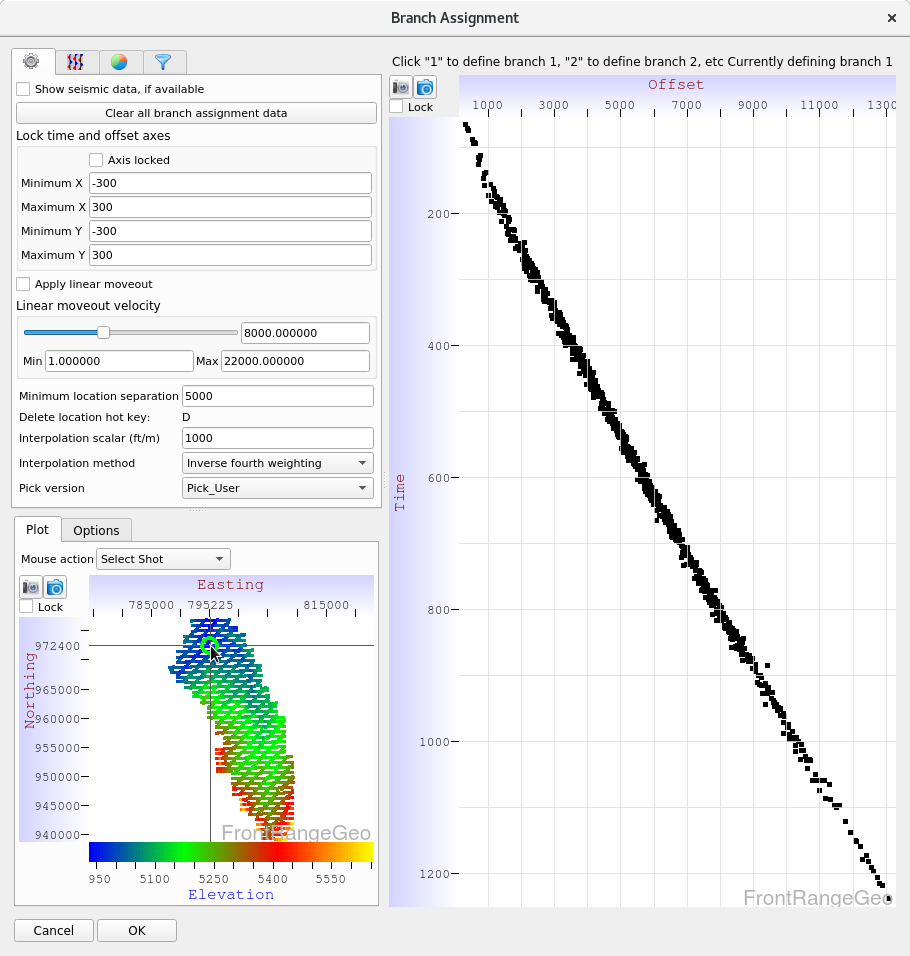 Branch Assignment
Show seismic data, if available
Clear all branch assignment data
Lock time and offset axes
Axis locked
Minimum X -300
Maximum X 300
Minimum Y -300
Maximum Y 300
Apply linear moveout
Linear moveout velocity
8000.000000
Min 1.000000 Max 22000.000000
Minimum location separation 5000
Delete location hot key: D
Interpolation scalar (ft/m) 1000
Interpolation method Inverse fourth weighting
Pick version Pick_User
Plot Options
Mouse action Select Shot
Lock
Easting
785000 795225 815000
Northing
972400
965000
960000
955000
950000
945000
940000
FrontRangeGeo
950 5100 5250 5400 5550
Elevation
Cancel OK
Click "1" to define branch 1, "2" to define branch 2, etc Currently defining branch 1
Lock
Offset
1000 3000 5000 7000 9000 11000 1300
Time
200
400
600
800
1000
1200
FrontRangeGeo